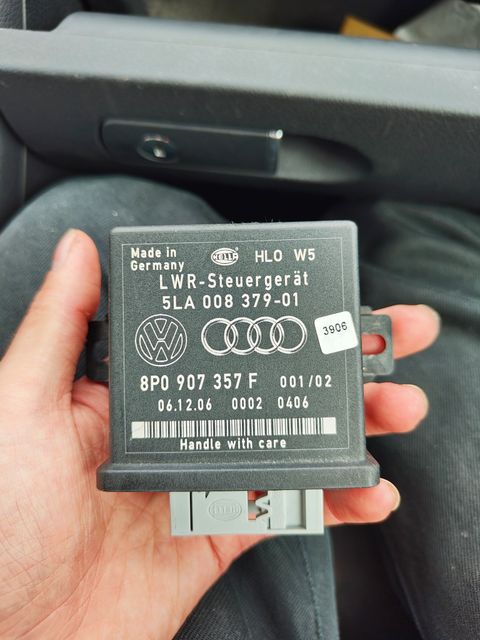 Made in
Germany
HELLA
HLO W5
LWR-Steuergerät
5LA 008 379-01
3906
8P0 907 357 F 001/02
06.12.06 0002 0406
Handle with care
HELLA